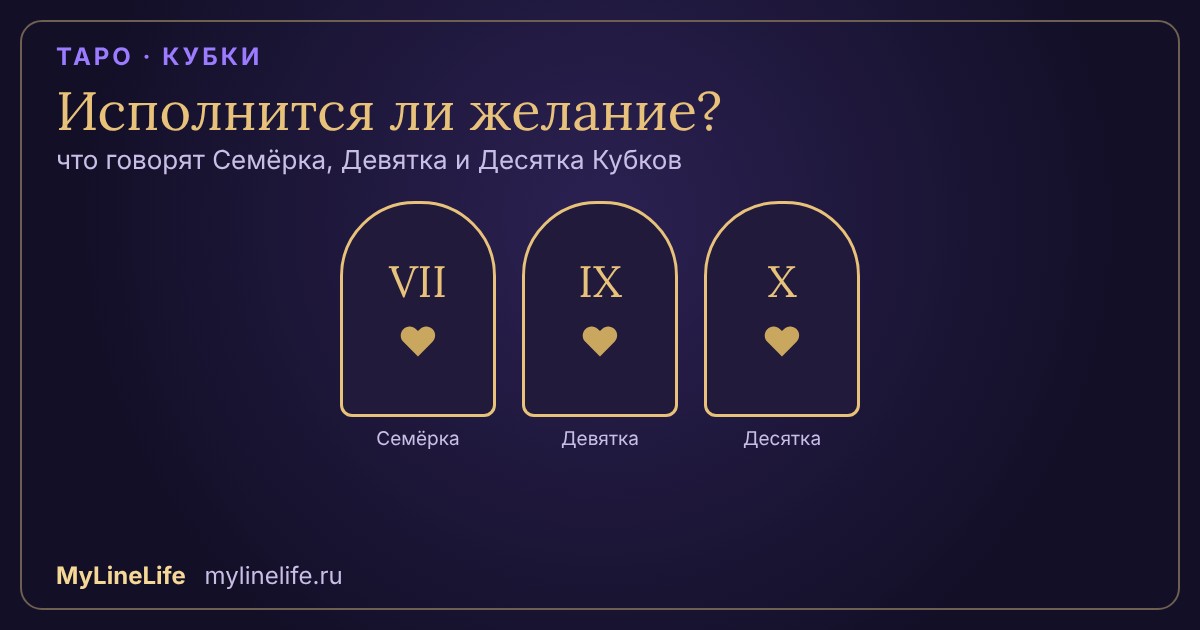 ТАРО · КУБКИ
Исполнится ли желание?
что говорят Семёрка, Девятка и Десятка Кубков
VII IX X
Семёрка Девятка Десятка
MyLineLife mylinelife.ru